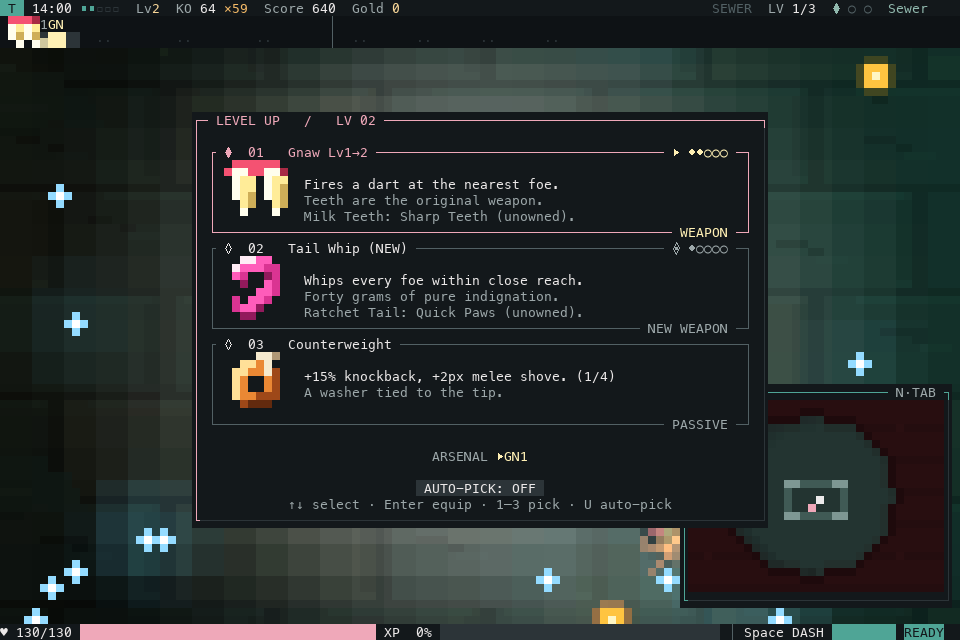 T 14:00 Lv2 KO 64 ×59 Score 640 Gold 0 SEWER LV 1/3 Sewer
1GN
LEVEL UP / LV 02
01 Gnaw Lv1→2
Fires a dart at the nearest foe.
Teeth are the original weapon.
Milk Teeth: Sharp Teeth (unowned).
WEAPON
02 Tail Whip (NEW)
Whips every foe within close reach.
Forty grams of pure indignation.
Ratchet Tail: Quick Paws (unowned).
NEW WEAPON
03 Counterweight
+15% knockback, +2px melee shove. (1/4)
A washer tied to the tip.
PASSIVE
N·TAB
ARSENAL ▸GN1
AUTO−PICK: OFF
↑↓ select · Enter equip · 1–3 pick · U auto−pick
♥ 130/130 XP 0% Space DASH READY